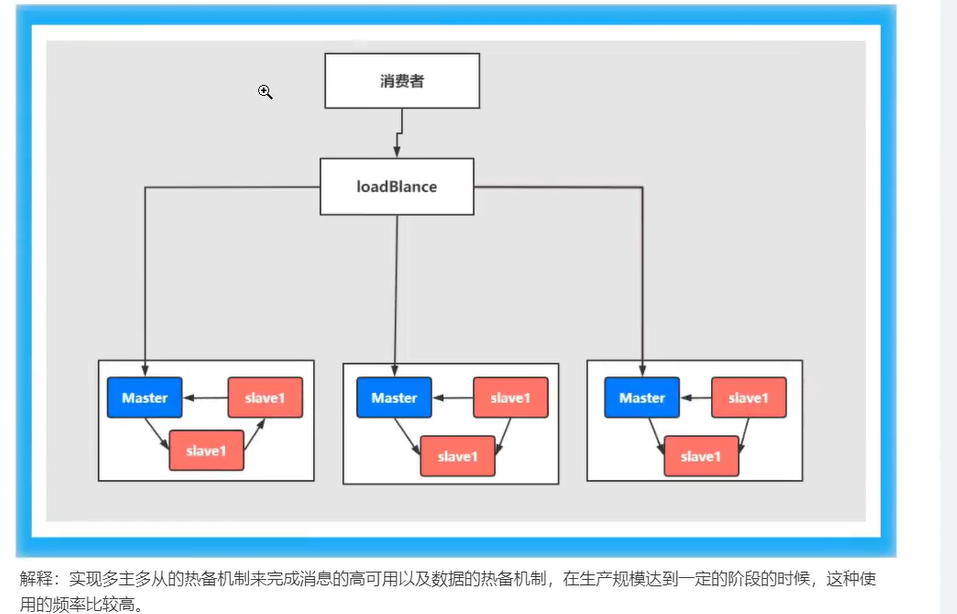 消费者
loadBlance
Master
slave1
slave1
Master
slave1
slave1
Master
slave1
slave1
解释：实现多主多从的热备机制来完成消息的高可用以及数据的热备机制，在生产规模达到一定的阶段的时候，这种使
用的频率比较高。